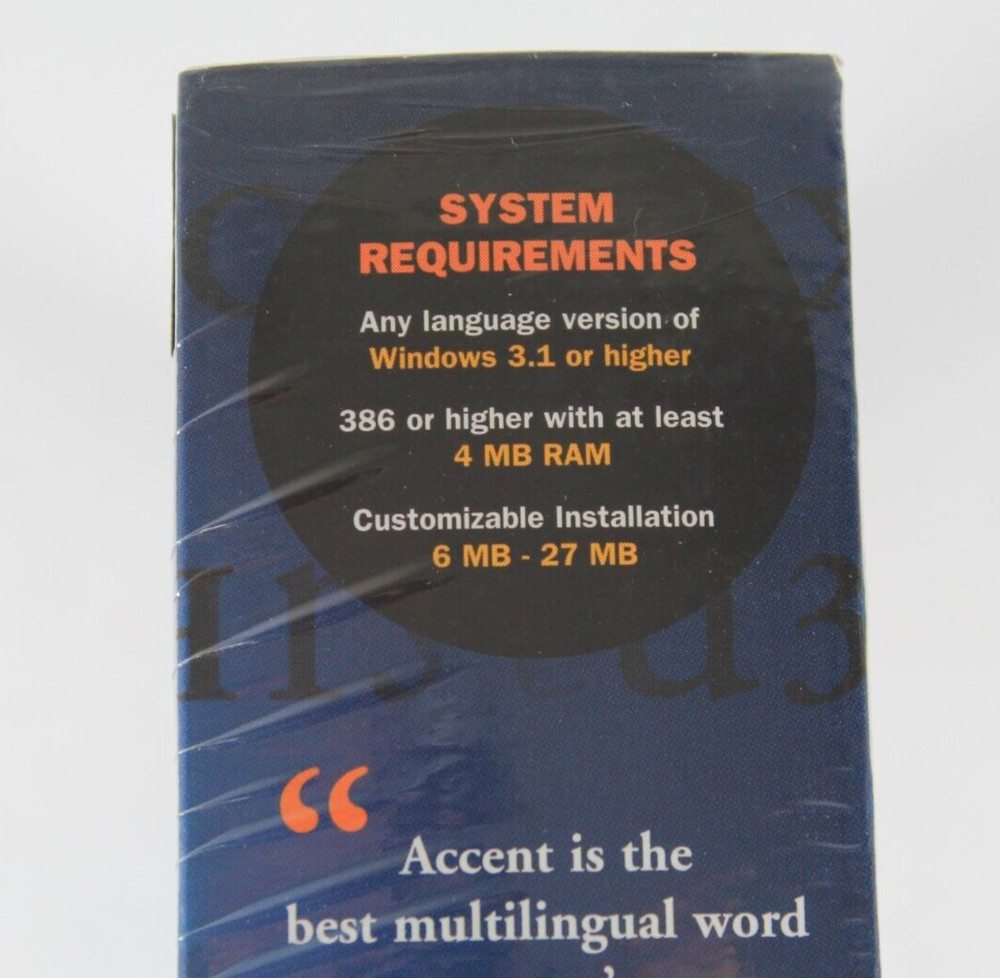 SYSTEM
REQUIREMENTS
Any language version of
Windows 3.1 or higher
386 or higher with at least
4 MB RAM
Customizable Installation
6 MB - 27 MB
“
Accent is the
best multilingual word